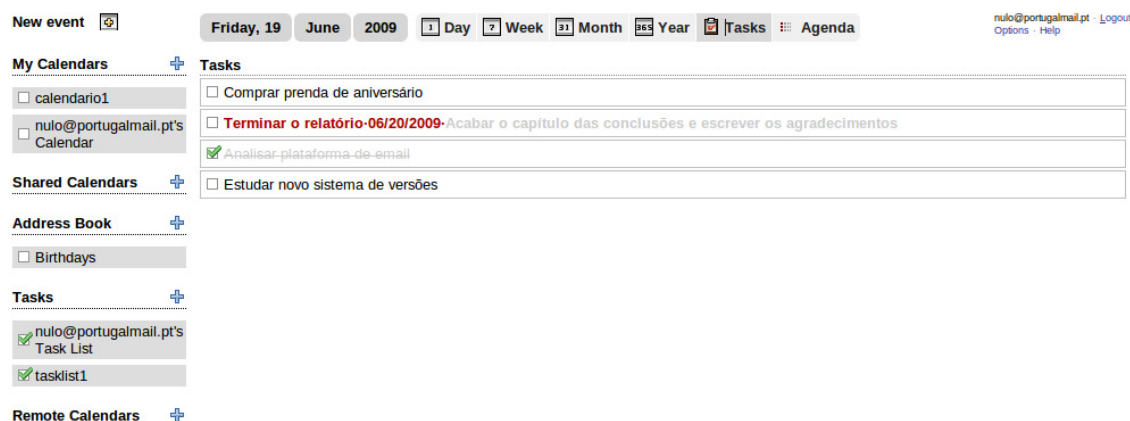 New event
Friday, 19 June 2009 1 Day 7 Week 31 Month 365 Year Tasks Agenda
nulo@portugalmail.pt · Logout
Options · Help
My Calendars
calendario1
nulo@portugalmail.pt's
Calendar
Shared Calendars
Address Book
Birthdays
Tasks
nulo@portugalmail.pt's
Task List
tasklist1
Remote Calendars
Tasks
Comprar prenda de aniversário
Terminar o relatório·06/20/2009·Acabar o capítulo das conclusões e escrever os agradecimentos
Analisar plataforma de email
Estudar novo sistema de versões